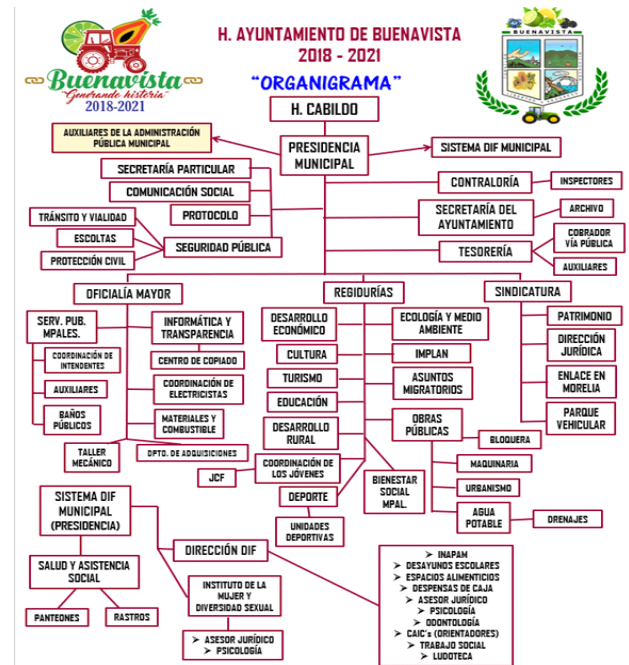 H. AYUNTAMIENTO DE BUENAVISTA
2018 - 2021
"ORGANIGRAMA"
Buenavista
"Generando historia"
2018-2021
BUENAVISTA
H. CABILDO
AUXILIARES DE LA ADMINISTRACIÓN
PÚBLICA MUNICIPAL
PRESIDENCIA
MUNICIPAL
SISTEMA DIF MUNICIPAL
SECRETARÍA PARTICULAR
COMUNICACIÓN SOCIAL
PROTOCOLO
SEGURIDAD PÚBLICA
TRÁNSITO Y VIALIDAD
ESCOLTAS
PROTECCIÓN CIVIL
CONTRALORÍA
INSPECTORES
SECRETARÍA DEL
AYUNTAMIENTO
ARCHIVO
TESORERÍA
COBRADOR
VÍA PÚBLICA
AUXILIARES
OFICIALÍA MAYOR
REGIDURÍAS
SINDICATURA
SERV. PUB.
MPALES.
COORDINACIÓN DE
INTENDENTES
AUXILIARES
BAÑOS
PÚBLICOS
TALLER
MECÁNICO
INFORMÁTICA Y
TRANSPARENCIA
CENTRO DE COPIADO
COORDINACIÓN DE
ELECTRICISTAS
MATERIALES Y
COMBUSTIBLE
DPTO. DE ADQUISICIONES
DESARROLLO
ECONÓMICO
CULTURA
TURISMO
EDUCACIÓN
DESARROLLO
RURAL
COORDINACIÓN DE
LOS JÓVENES
JCF
DEPORTE
UNIDADES
DEPORTIVAS
ECOLOGÍA Y MEDIO
AMBIENTE
IMPLAN
ASUNTOS
MIGRATORIOS
OBRAS
PÚBLICAS
BIENESTAR
SOCIAL
MPAL.
BLOQUERA
MAQUINARIA
URBANISMO
AGUA
POTABLE
DRENAJES
PATRIMONIO
DIRECCIÓN
JURÍDICA
ENLACE EN
MORELIA
PARQUE
VEHICULAR
SISTEMA DIF
MUNICIPAL
(PRESIDENCIA)
SALUD Y ASISTENCIA
SOCIAL
PANTEONES
RASTROS
DIRECCIÓN DIF
INSTITUTO DE LA
MUJER Y
DIVERSIDAD SEXUAL
➤ ASESOR JURÍDICO
➤ PSICOLOGÍA
➤ INAPAM
➤ DESAYUNOS ESCOLARES
➤ ESPACIOS ALIMENTICIOS
➤ DESPENSAS DE CAJA
➤ ASESOR JURÍDICO
➤ PSICOLOGÍA
➤ ODONTOLOGÍA
➤ CAIC's (ORIENTADORES)
➤ TRABAJO SOCIAL
➤ LUDOTECA